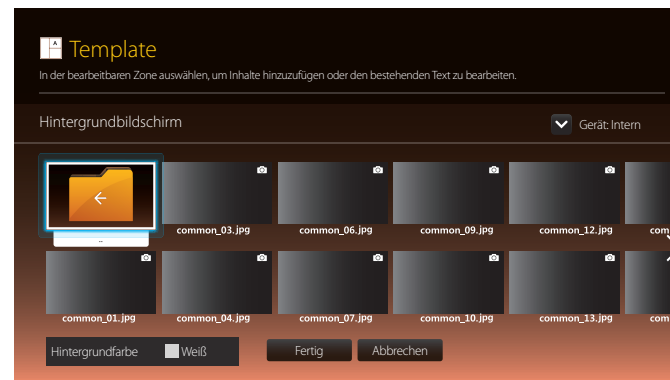 Template
In der bearbeitbaren Zone auswählen, um Inhalte hinzuzufügen oder den bestehenden Text zu bearbeiten.
Hintergrundbildschirm
Gerät: Intern
common_03.jpg common_06.jpg common_09.jpg common_12.jpg com
..
common_01.jpg common_04.jpg common_07.jpg common_10.jpg common_13.jpg com
Hintergrundfarbe Weiß Fertig Abbrechen